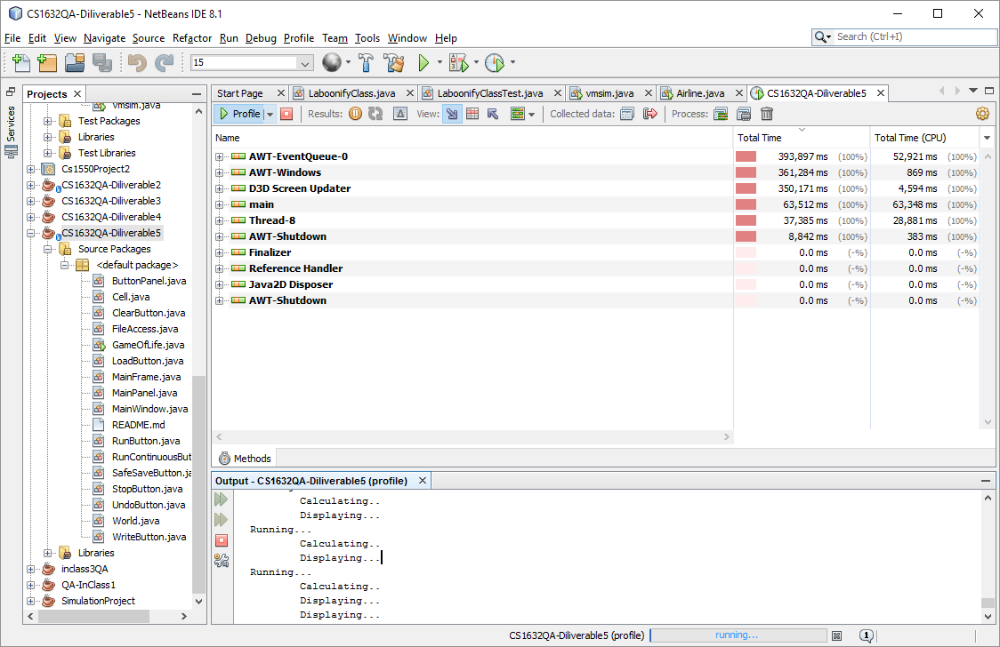 CS1632QA-Diliverable5 - NetBeans IDE 8.1
File Edit View Navigate Source Refactor Run Debug Profile Team Tools Window Help
Search (Ctrl+I)
15
Services
Projects
vmsim.java
Test Packages
Libraries
Test Libraries
Cs1550Project2
CS1632QA-Diliverable2
CS1632QA-Diliverable3
CS1632QA-Diliverable4
CS1632QA-Diliverable5
Source Packages
<default package>
ButtonPanel.java
Cell.java
ClearButton.java
FileAccess.java
GameOfLife.java
LoadButton.java
MainFrame.java
MainPanel.java
MainWindow.java
README.md
RunButton.java
RunContinuousBut
SafeSaveButton.ja
StopButton.java
UndoButton.java
World.java
WriteButton.java
Libraries
inclass3QA
QA-InClass1
SimulationProject
Start Page LaboonifyClass.java LaboonifyClassTest.java vmsim.java Airline.java CS1632QA-Diliverable5
Profile Results: View: Collected data: Process:
Name Total Time Total Time (CPU)
AWT-EventQueue-0 393,897 ms (100%) 52,921 ms (100%)
AWT-Windows 361,284 ms (100%) 869 ms (100%)
D3D Screen Updater 350,171 ms (100%) 4,594 ms (100%)
main 63,512 ms (100%) 63,348 ms (100%)
Thread-8 37,385 ms (100%) 28,881 ms (100%)
AWT-Shutdown 8,842 ms (100%) 383 ms (100%)
Finalizer 0.0 ms (-%) 0.0 ms (-%)
Reference Handler 0.0 ms (-%) 0.0 ms (-%)
Java2D Disposer 0.0 ms (-%) 0.0 ms (-%)
AWT-Shutdown 0.0 ms (-%) 0.0 ms (-%)
Methods
Output - CS1632QA-Diliverable5 (profile)
Calculating..
Displaying...
Running...
Calculating..
Displaying...
Running...
Calculating..
Displaying...
Displaying...
CS1632QA-Diliverable5 (profile) running... 1